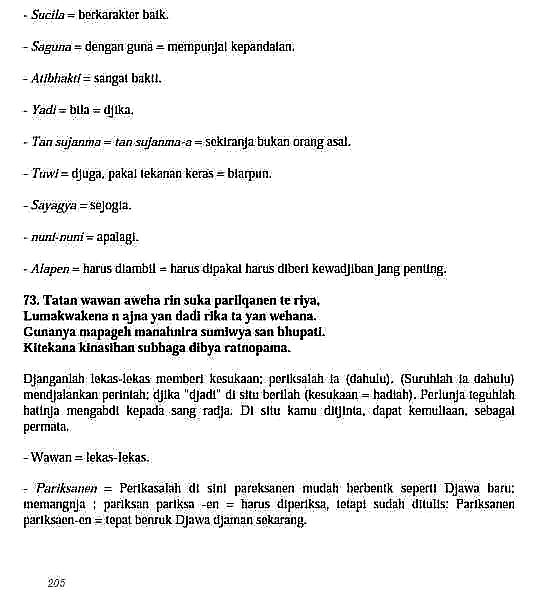 - Sucila = berkarakter baik.
- Saguna = dengan guna = mempunjai kepandaian.
- Atibhakti = sangat bakti.
- Yadi = bila = djika.
- Tan sujanma = tan sujanma-a = sekiranja bukan orang asal.
- Tuwi = djuga, pakai tekanan keras = biarpun.
- Sayagya = sejogia.
- nuni-nuni = apalagi.
- Alapen = harus diambil = harus dipakai harus diberi kewadjiban jang penting.
73. Tatan wawan aweha rin suka pariiqanen te riya,
Lumakwakena n ajna yan dadi rika ta yan wehana.
Gunanya mapageh manahnira sumiwya san bhupati.
Kitekana kinasihan subhaga dibya ratnopama.
Djanganlah lekas-lekas memberi kesukaan; periksalah ia (dahulu). (Suruhlah ia dahulu)
mendjalankan perintah; djika "djadi" di situ berilah (kesukaan = hadiah). Perlunja teguhlah
hatinja mengabdi kepada sang radja. Di situ kamu ditjinta, dapat kemuliaan, sebagai
permata.
- Wawan = lekas-lekas.
- Pariksanen = Perikasalah di sini pareksanen mudah berbentk seperti Djawa baru;
memangnja ; pariksan pariksa -en = harus diperiksa, tetapi sudah ditulis: Pariksanen
pariksaen-en = tepat benruk Djawa djaman sekarang.
205